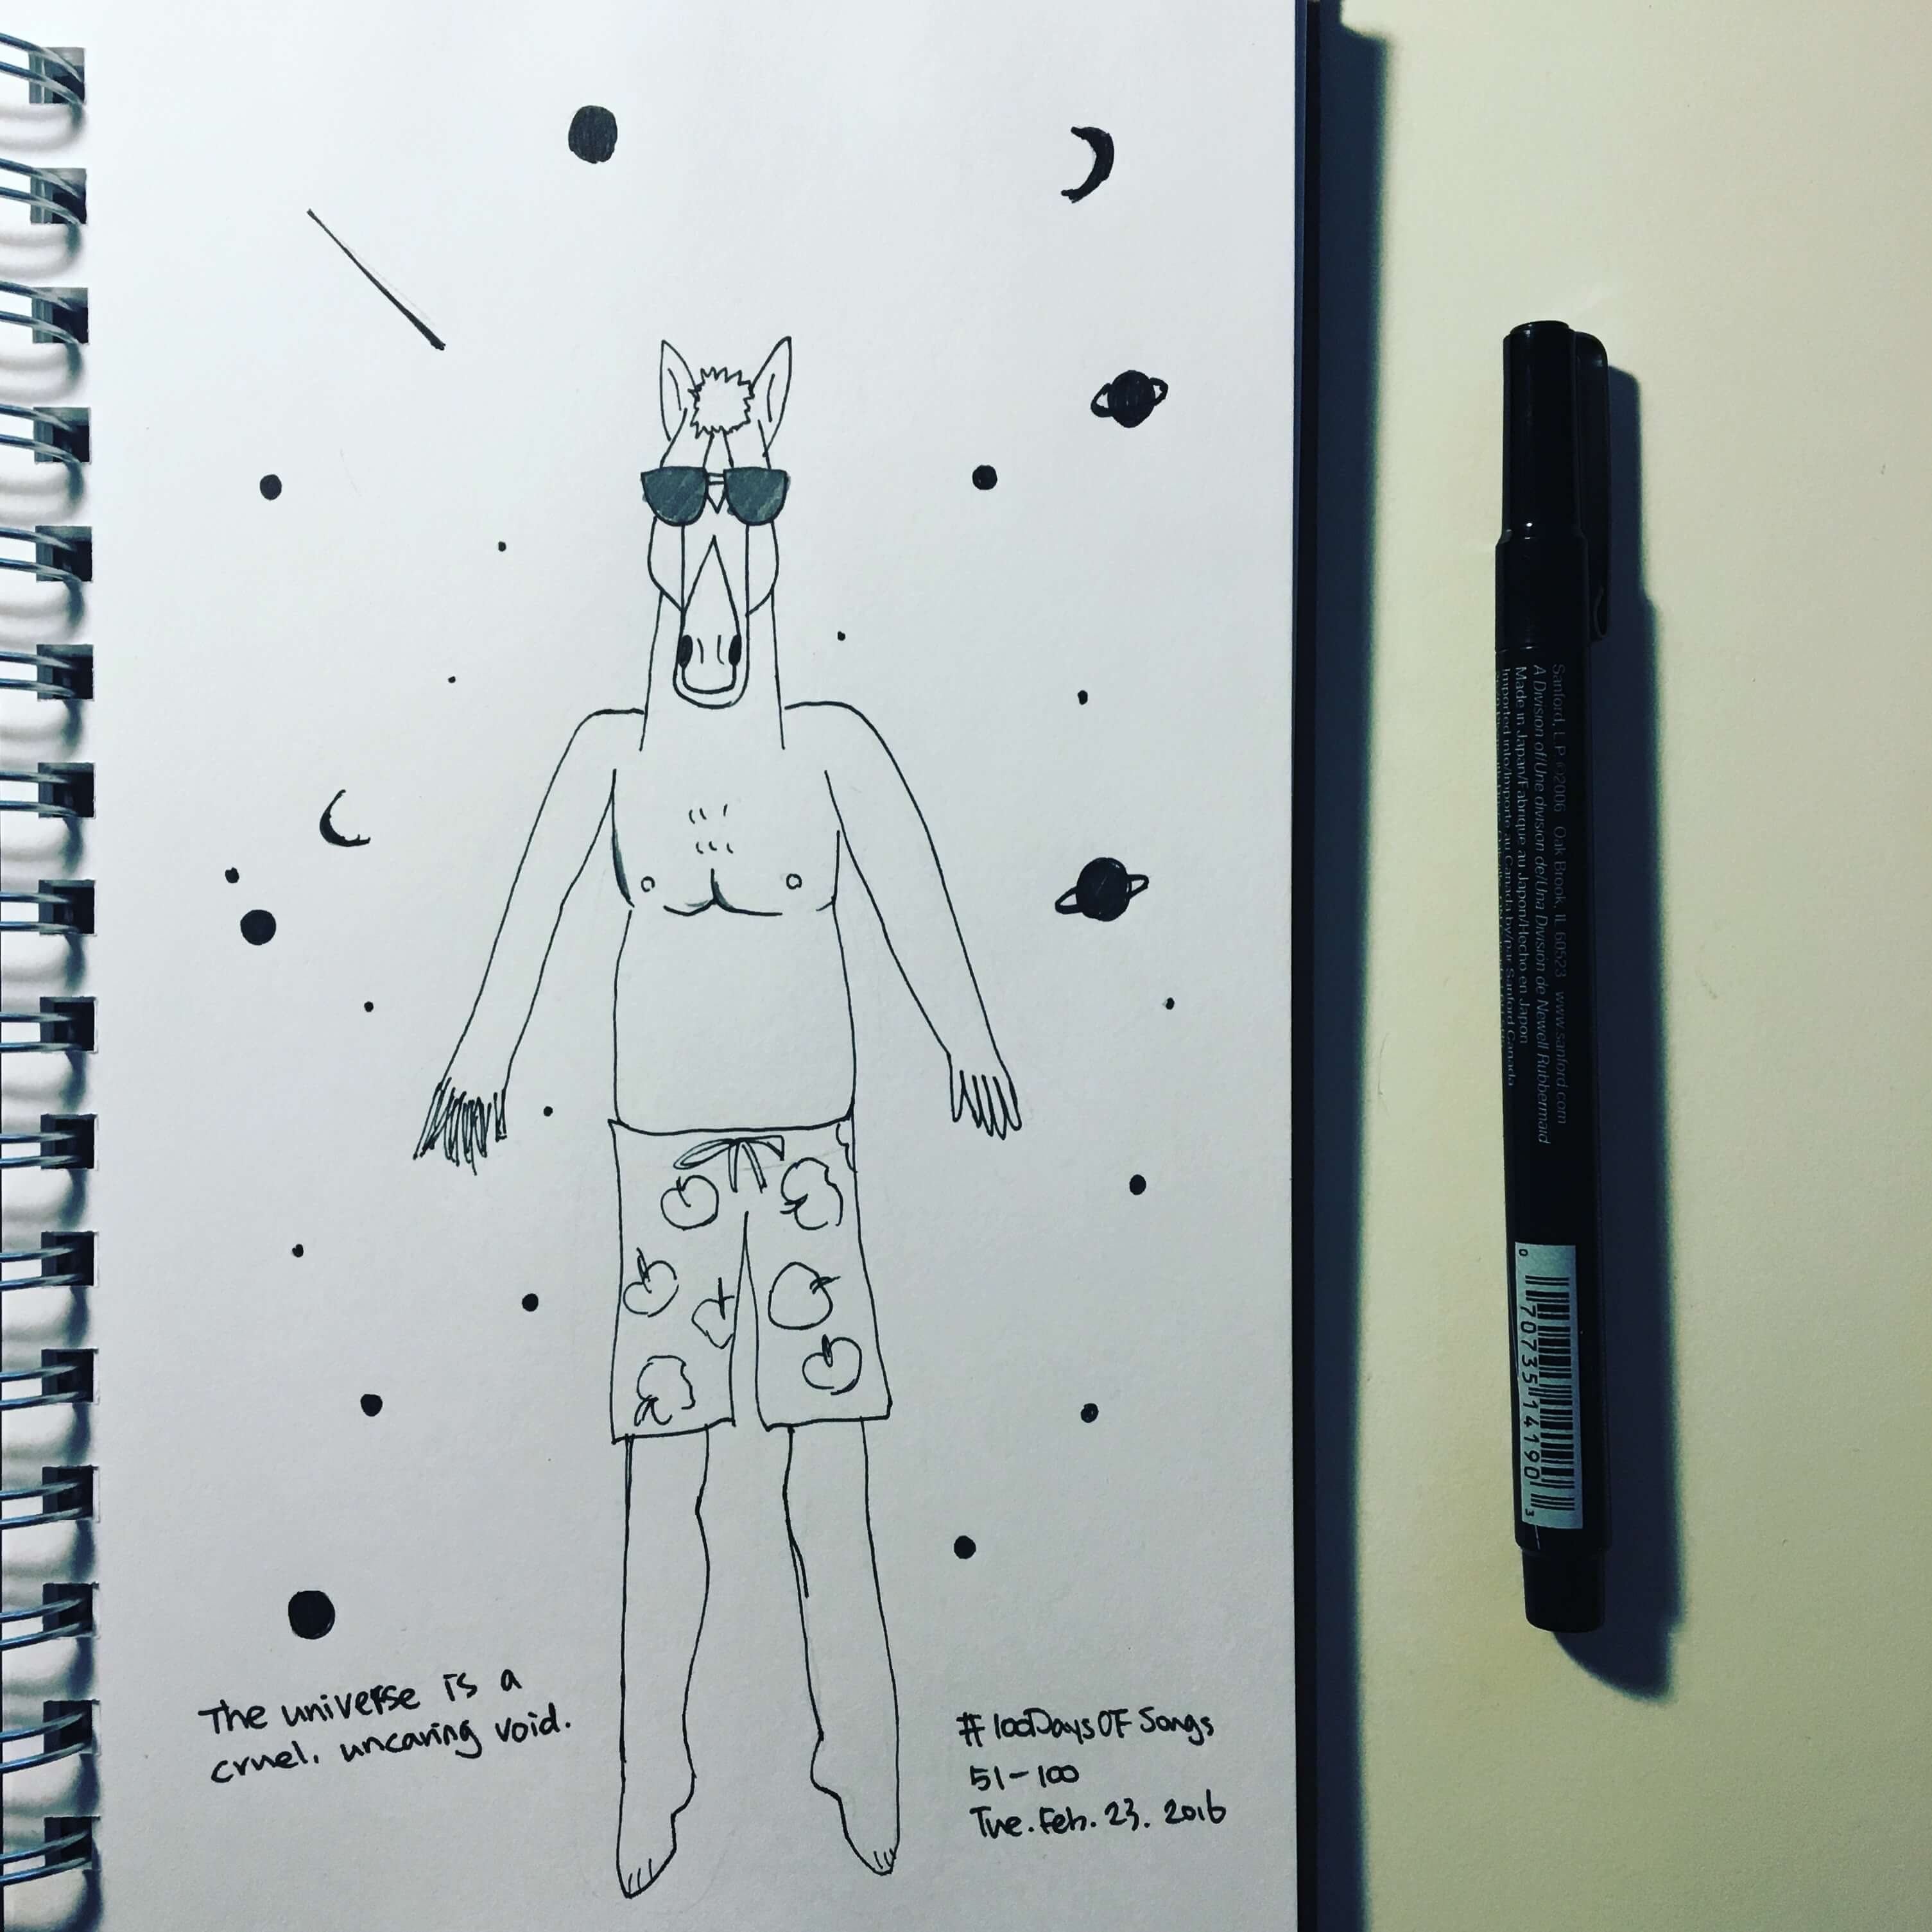 The universe is a
cruel. uncaring void.
#100DaysOfSongs
51-100
Tue. Feb. 23. 2016
Sanford, L.P. ©2006 Oak Brook, IL 60523 www.sanford.com
A Division of/Une division de/Una División de Newell Rubbermaid
Made in Japan/Fabriqué au Japon/Hecho en Japón
Imported into/Importé au Canada by/par Sanford Canada
0 70735 14190 3